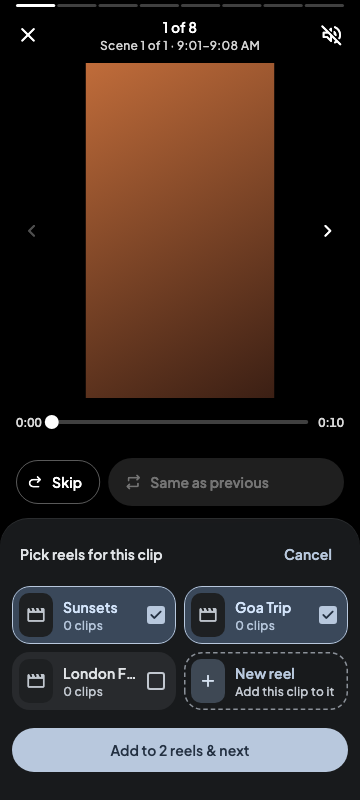 1 of 8
Scene 1 of 1 · 9:01–9:08 AM
0:00
0:10
Skip
Same as previous
Pick reels for this clip
Cancel
Sunsets
0 clips
Goa Trip
0 clips
London F...
0 clips
New reel
Add this clip to it
Add to 2 reels & next